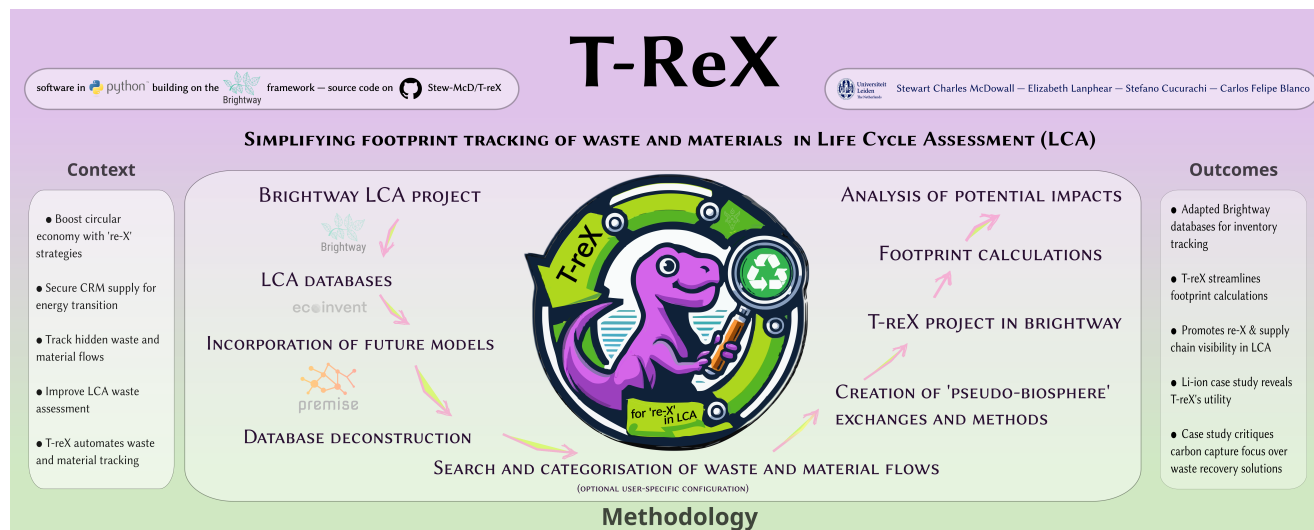 T-ReX
software in python building on the Brightway framework — source code on Stew-McD/T-reX
Universiteit Leiden The Netherlands
Stewart Charles McDowall — Elizabeth Lanphear — Stefano Cucurachi — Carlos Felipe Blanco
Simplifying footprint tracking of waste and materials in Life Cycle Assessment (LCA)
Context
● Boost circular
economy with 're-X'
strategies
● Secure CRM supply for
energy transition
● Track hidden waste and
material flows
● Improve LCA waste
assessment
● T-reX automates waste
and material tracking
Brightway LCA project
Brightway
LCA databases
ecoinvent
Incorporation of future models
premise
Database deconstruction
Search and categorisation of waste and material flows
(optional user-specific configuration)
T-reX
for 're-X'
in LCA
Creation of 'pseudo-biosphere'
exchanges and methods
T-reX project in brightway
Footprint calculations
Analysis of potential impacts
Methodology
Outcomes
● Adapted Brightway
databases for inventory
tracking
● T-reX streamlines
footprint calculations
● Promotes re-X & supply
chain visibility in LCA
● Li-ion case study reveals
T-reX's utility
● Case study critiques
carbon capture focus over
waste recovery solutions